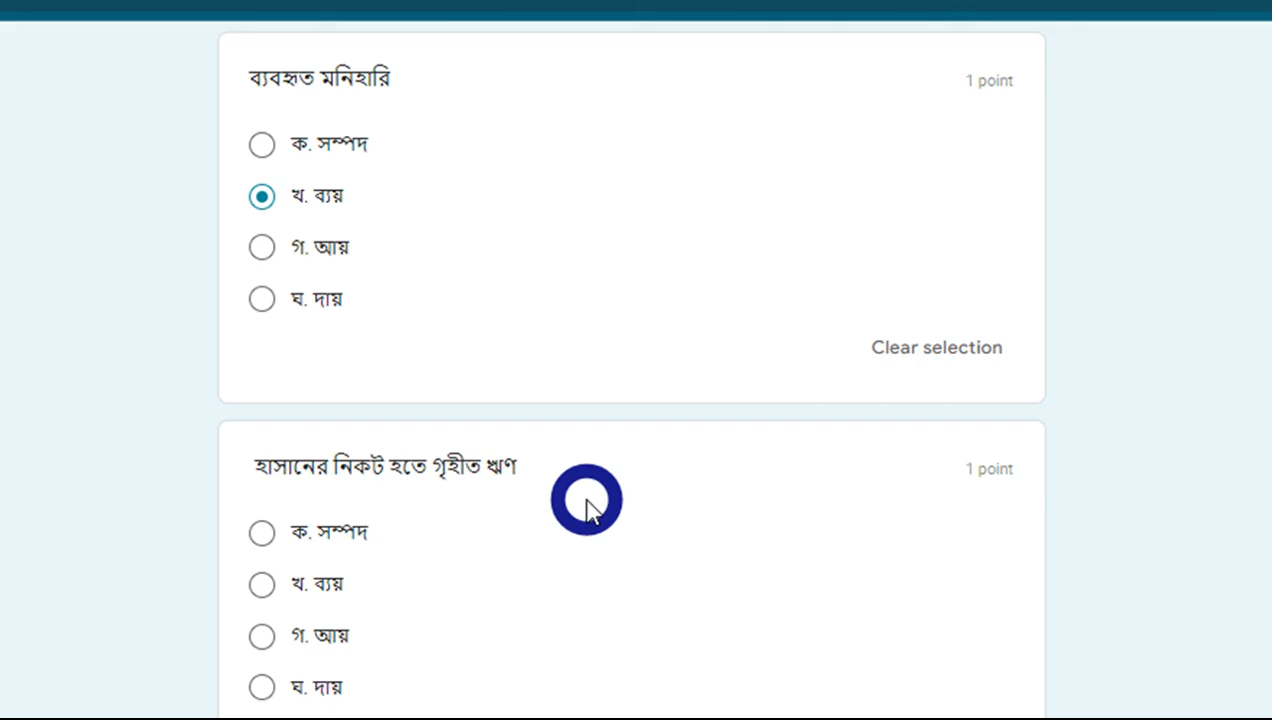 ব্যবহৃত মনিহারি
1 point
ক. সম্পদ
খ. ব্যয়
গ. আয়
ঘ. দায়
Clear selection
হাসানের নিকট হতে গৃহীত ঋণ
1 point
ক. সম্পদ
খ. ব্যয়
গ. আয়
ঘ. দায়